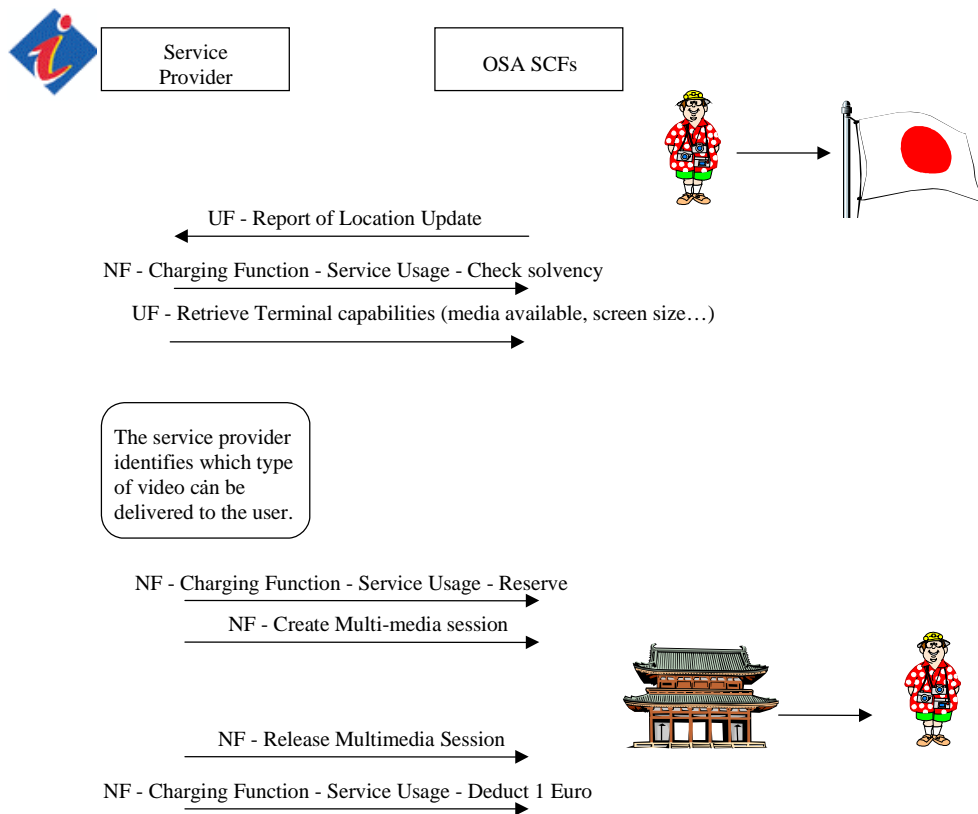 Service
Provider
OSA SCFs
UF - Report of Location Update
NF - Charging Function - Service Usage - Check solvency
UF - Retrieve Terminal capabilities (media available, screen size…)
The service provider
identifies which type
of video can be
delivered to the user.
NF - Charging Function - Service Usage - Reserve
NF - Create Multi-media session
NF - Release Multimedia Session
NF - Charging Function - Service Usage - Deduct 1 Euro